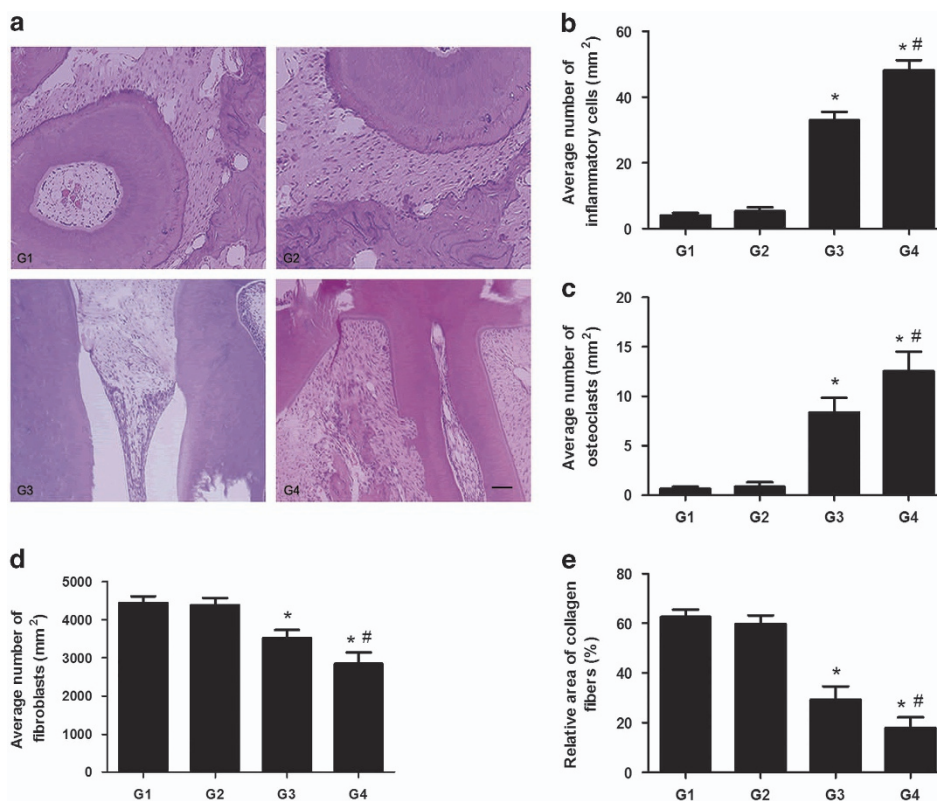 a
G1
G2
G3
G4
b
Average number of
inflammatory cells (mm²)
60
40
20
0
*
* #
G1 G2 G3 G4
c
Average number of
osteoclasts (mm²)
20
15
10
5
0
*
* #
G1 G2 G3 G4
d
Average number of
fibroblasts (mm²)
5000
4000
3000
2000
1000
0
*
* #
G1 G2 G3 G4
e
Relative area of collagen
fibers (%)
80
60
40
20
0
*
* #
G1 G2 G3 G4